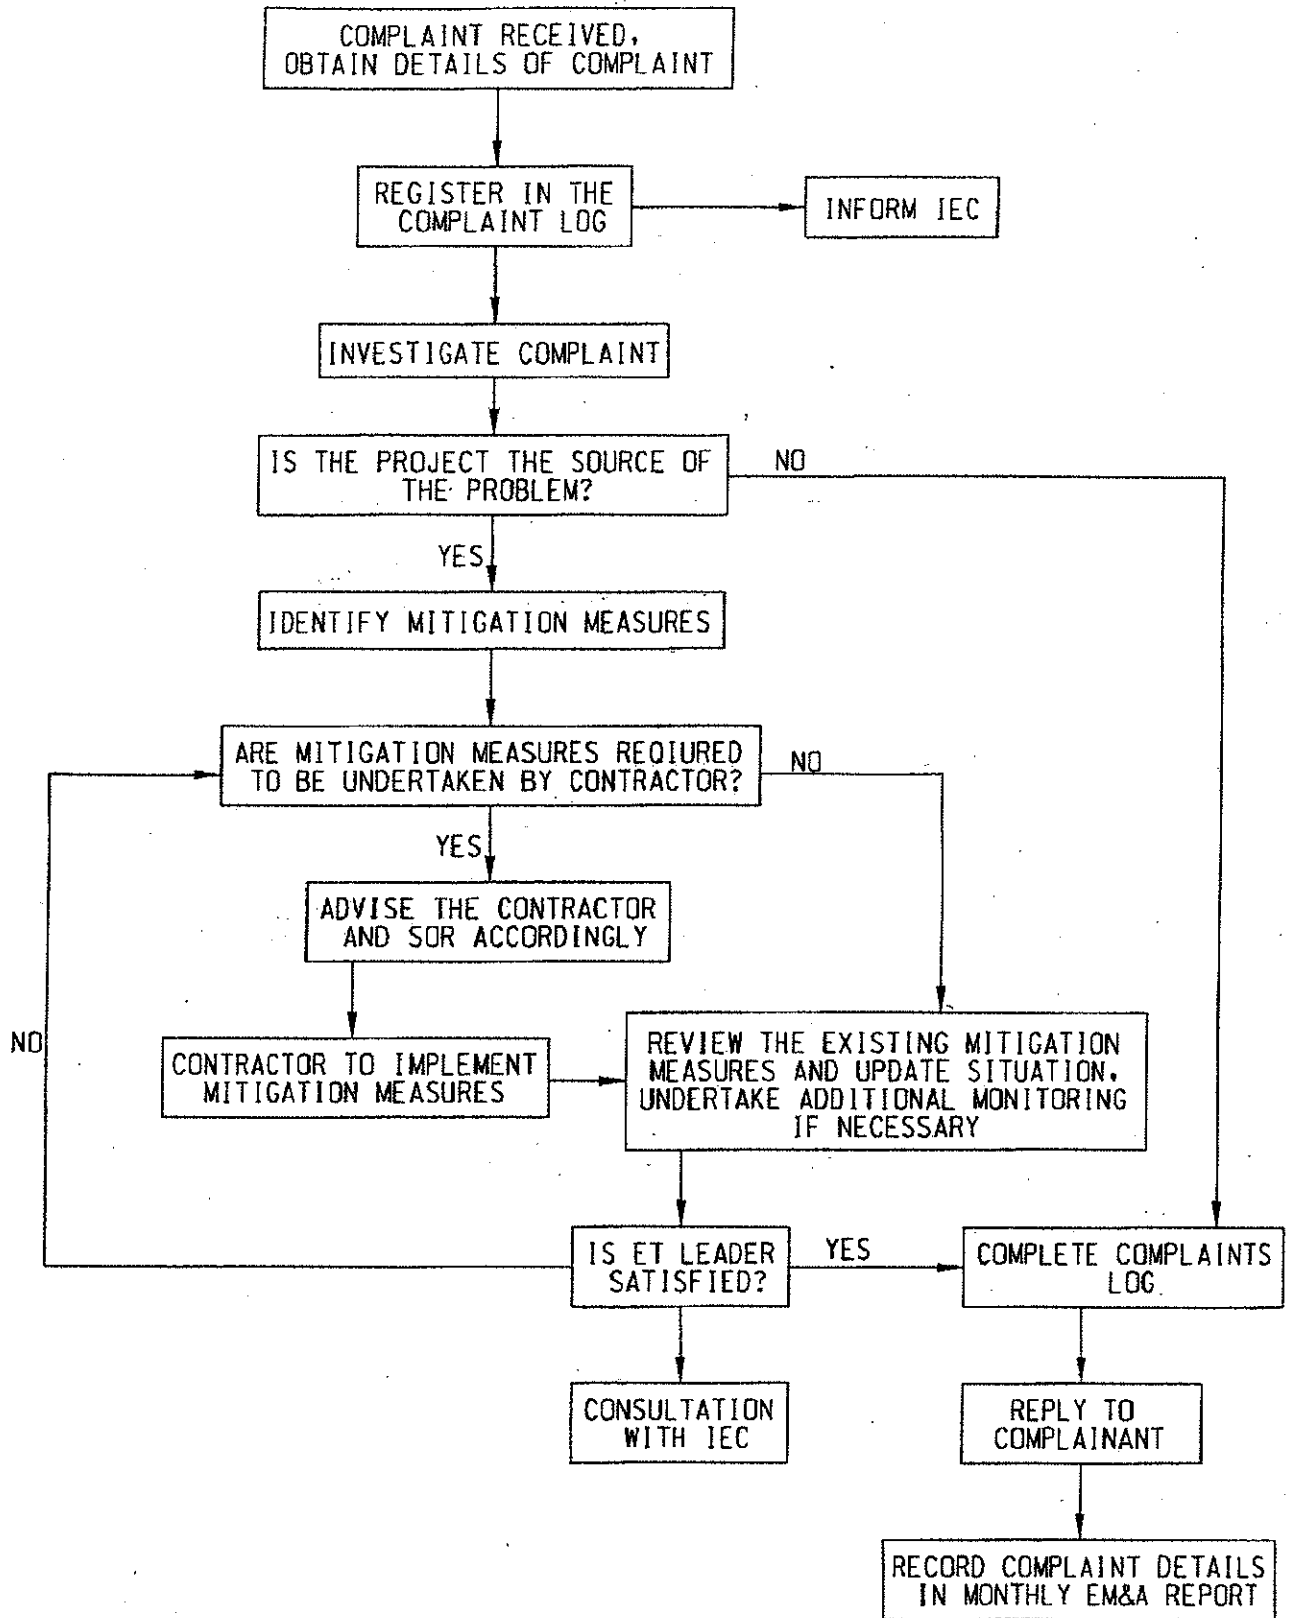 COMPLAINT RECEIVED,
OBTAIN DETAILS OF COMPLAINT
REGISTER IN THE
COMPLAINT LOG
INFORM IEC
INVESTIGATE COMPLAINT
IS THE PROJECT THE SOURCE OF
THE PROBLEM?
NO
YES
IDENTIFY MITIGATION MEASURES
ARE MITIGATION MEASURES REQIURED
TO BE UNDERTAKEN BY CONTRACTOR?
NO
YES
ADVISE THE CONTRACTOR
AND SOR ACCORDINGLY
NO
CONTRACTOR TO IMPLEMENT
MITIGATION MEASURES
REVIEW THE EXISTING MITIGATION
MEASURES AND UPDATE SITUATION.
UNDERTAKE ADDITIONAL MONITORING
IF NECESSARY
IS ET LEADER
SATISFIED?
YES
COMPLETE COMPLAINTS
LOG
CONSULTATION
WITH IEC
REPLY TO
COMPLAINANT
RECORD COMPLAINT DETAILS
IN MONTHLY EM&A REPORT